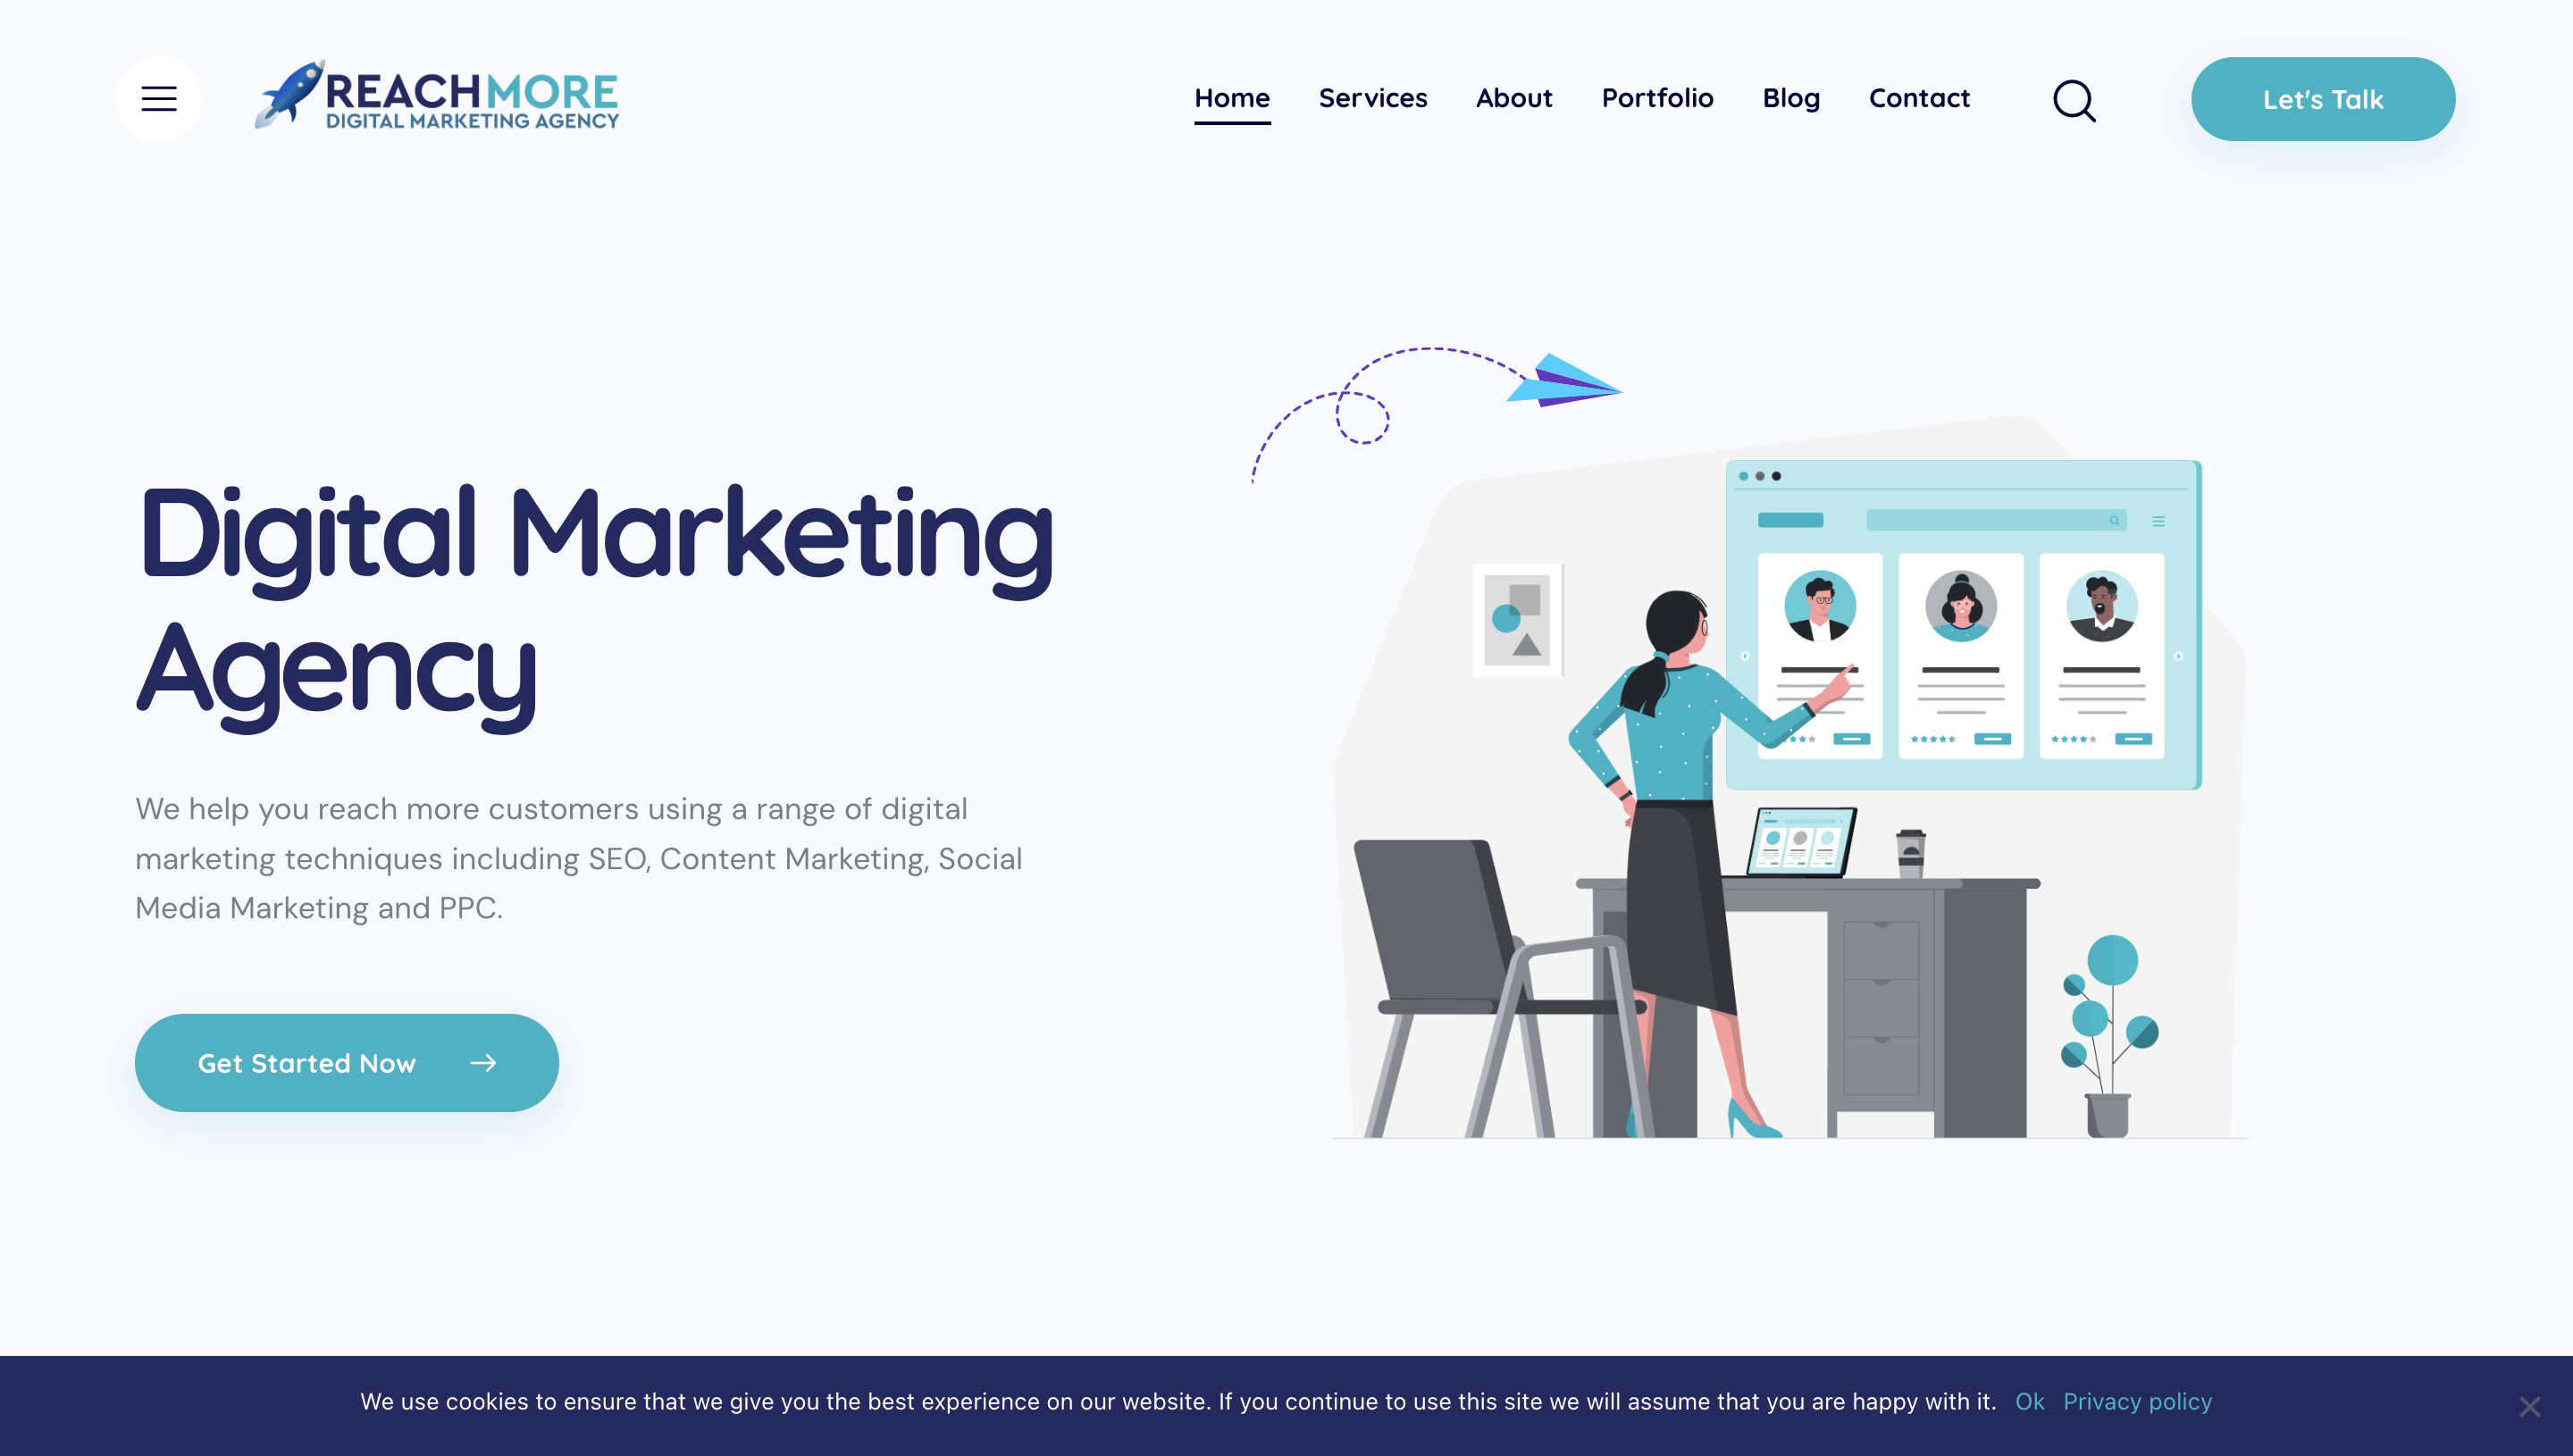 REACHMORE
DIGITAL MARKETING AGENCY
Home Services About Portfolio Blog Contact
Let's Talk
Digital Marketing
Agency
We help you reach more customers using a range of digital
marketing techniques including SEO, Content Marketing, Social
Media Marketing and PPC.
Get Started Now
We use cookies to ensure that we give you the best experience on our website. If you continue to use this site we will assume that you are happy with it. Ok Privacy policy